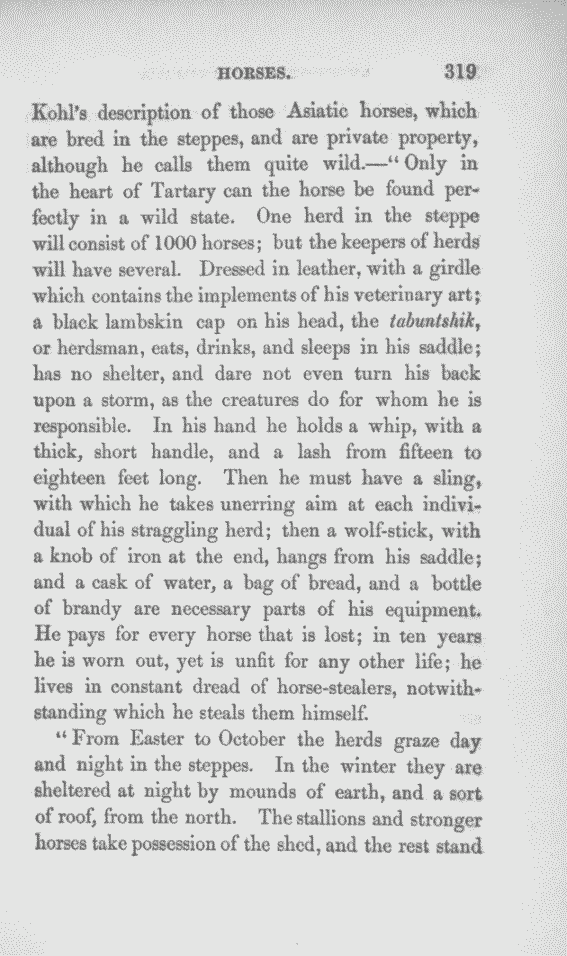 HORSES. 319
Kohl's description of those Asiatic horses, which
are bred in the steppes, and are private property,
although he calls them quite wild.—"Only in
the heart of Tartary can the horse be found per-
fectly in a wild state. One herd in the steppe
will consist of 1000 horses; but the keepers of herds
will have several. Dressed in leather, with a girdle
which contains the implements of his veterinary art;
a black lambskin cap on his head, the tabuntshik,
or herdsman, eats, drinks, and sleeps in his saddle;
has no shelter, and dare not even turn his back
upon a storm, as the creatures do for whom he is
responsible. In his hand he holds a whip, with a
thick, short handle, and a lash from fifteen to
eighteen feet long. Then he must have a sling,
with which he takes unerring aim at each indivi-
dual of his straggling herd; then a wolf-stick, with
a knob of iron at the end, hangs from his saddle;
and a cask of water, a bag of bread, and a bottle
of brandy are necessary parts of his equipment.
He pays for every horse that is lost; in ten years
he is worn out, yet is unfit for any other life; he
lives in constant dread of horse-stealers, notwith-
standing which he steals them himself.
"From Easter to October the herds graze day
and night in the steppes. In the winter they are
sheltered at night by mounds of earth, and a sort
of roof, from the north. The stallions and stronger
horses take possession of the shed, and the rest stand